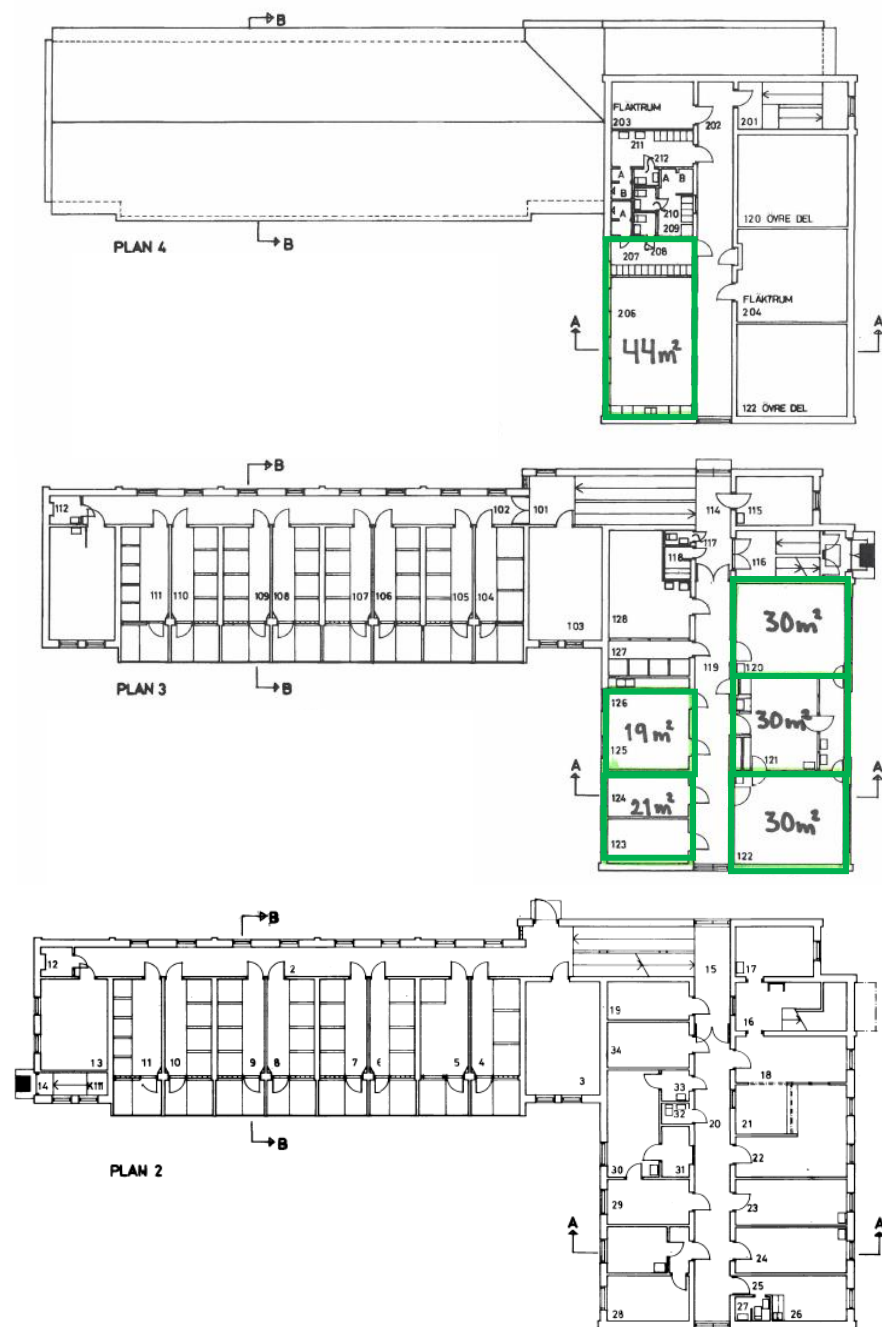 B
FLÄKTRUM
203
202
201
211
212
A
A
B
B
A
210
209
120 ÖVRE DEL
B
PLAN 4
207
208
FLÄKTRUM
204
A
206
A
44m²
122 ÖVRE DEL
B
112
102
101
114
115
117
118
116
111
110
109
108
107
106
105
104
103
128
30m²
127
119
120
B
PLAN 3
126
19m²
30m²
125
121
A
A
124
21m²
30m²
123
122
B
12
2
15
17
19
16
13
11
10
9
8
7
6
5
4
3
34
18
14
K111
33
32
20
21
B
PLAN 2
30
31
22
29
23
A
A
24
25
28
27
26